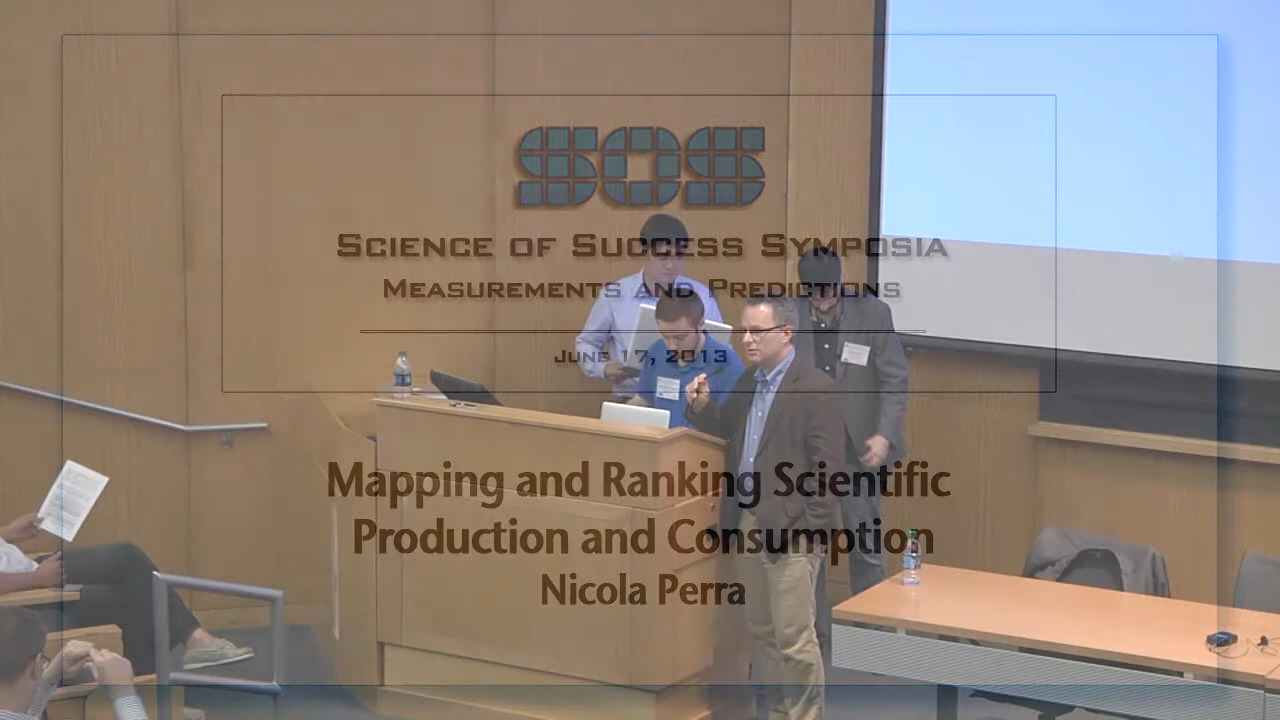 SOS
Science of Success Symposia
Measurements and Predictions
June 17, 2013
Mapping and Ranking Scientific
Production and Consumption
Nicola Perra